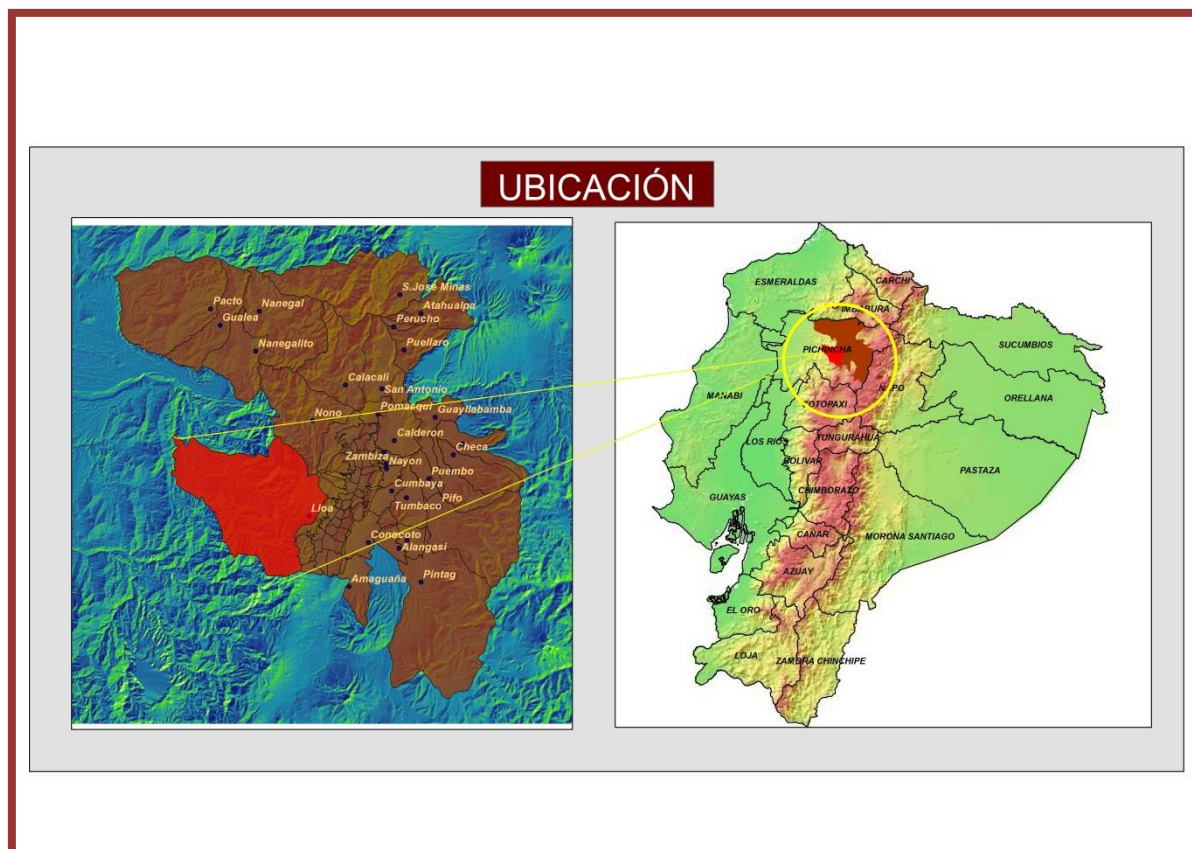 UBICACIÓN
S.José Minas
Pacto
Nanegal
Atahualpa
Gualea
Perucho
Nanegalito
Puellaro
Calacali
San Antonio
Nono
Pomasqui
Guayllabamba
Calderon
Checa
Zambiza
Nayon
Puembo
Cumbaya
Pifo
Lloa
Tumbaco
Conocoto
Alangasi
Amaguaña
Pintag
ESMERALDAS
CARCHI
IMBABURA
SUCUMBIOS
PICHINCHA
NAPO
MANABI
COTOPAXI
ORELLANA
LOS RIOS
TUNGURAHUA
BOLIVAR
PASTAZA
CHIMBORAZO
GUAYAS
CAÑAR
MORONA SANTIAGO
AZUAY
EL ORO
LOJA
ZAMORA CHINCHIPE